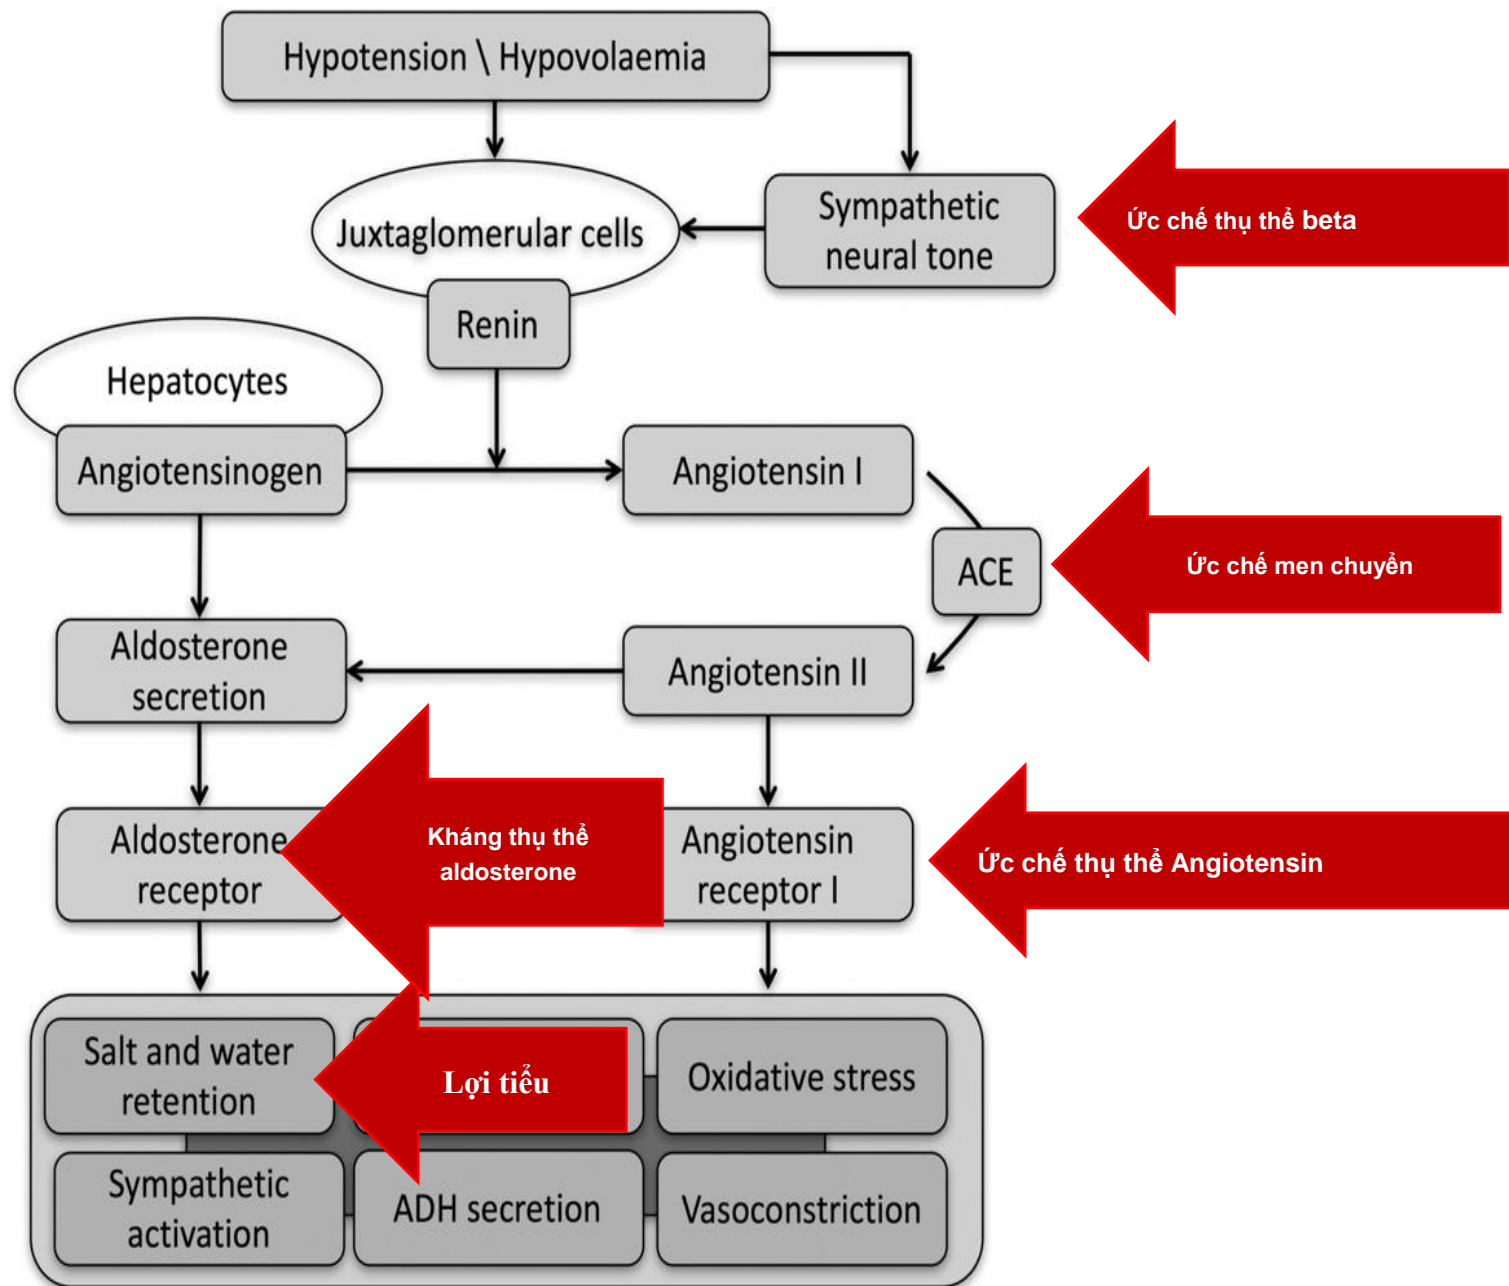 Hypotension \ Hypovolaemia
Sympathetic
neural tone
Ức chế thụ thể beta
Juxtaglomerular cells
Renin
Hepatocytes
Angiotensinogen
Angiotensin I
ACE
Ức chế men chuyển
Aldosterone
secretion
Angiotensin II
Aldosterone
receptor
Kháng thụ thể
aldosterone
Angiotensin
receptor I
Ức chế thụ thể Angiotensin
Salt and water
retention
Lợi tiểu
Oxidative stress
Sympathetic
activation
ADH secretion
Vasoconstriction